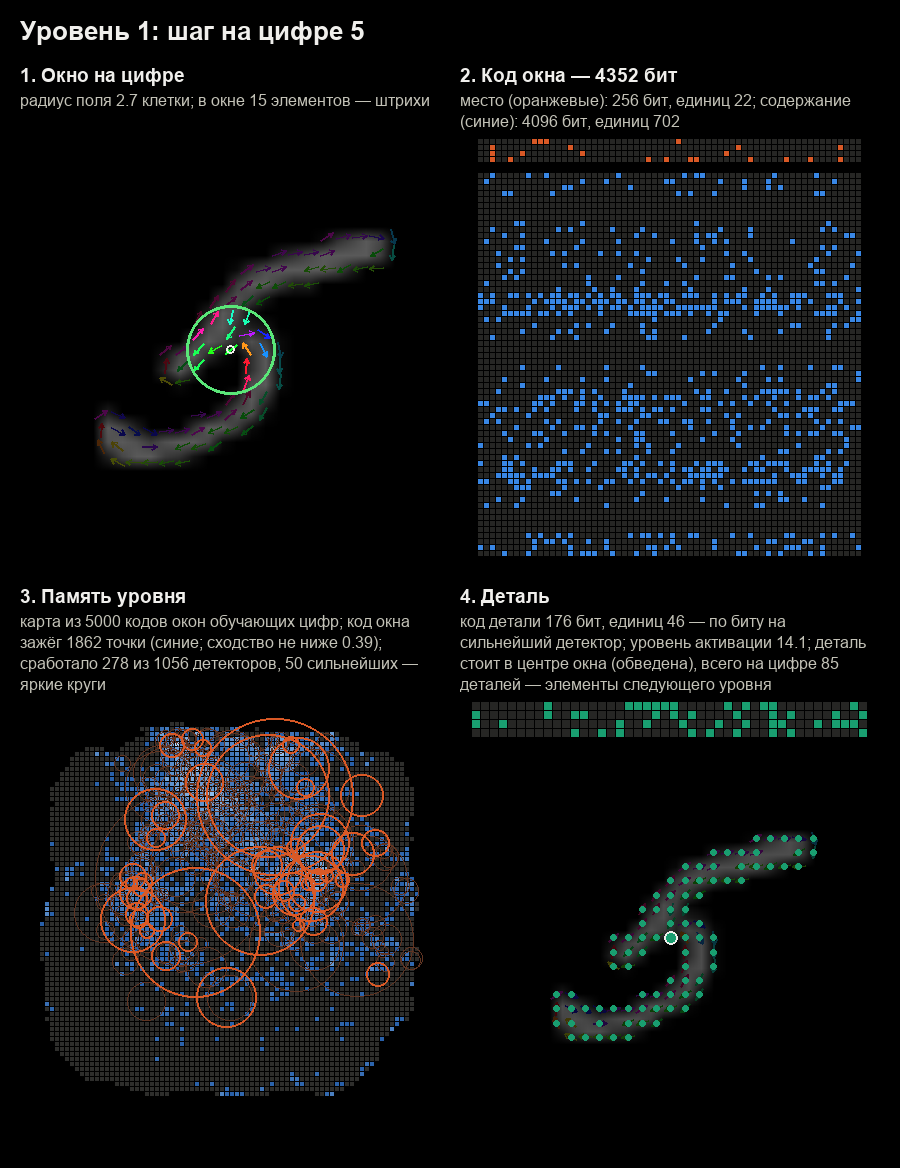 Уровень 1: шаг на цифре 5
1. Окно на цифре
радиус поля 2.7 клетки; в окне 15 элементов — штрихи
2. Код окна — 4352 бит
место (оранжевые): 256 бит, единиц 22; содержание
(синие): 4096 бит, единиц 702
3. Память уровня
карта из 5000 кодов окон обучающих цифр; код окна
зажёг 1862 точки (синие; сходство не ниже 0.39);
сработало 278 из 1056 детекторов, 50 сильнейших —
яркие круги
4. Деталь
код детали 176 бит, единиц 46 — по биту на
сильнейший детектор; уровень активации 14.1; деталь
стоит в центре окна (обведена), всего на цифре 85
деталей — элементы следующего уровня